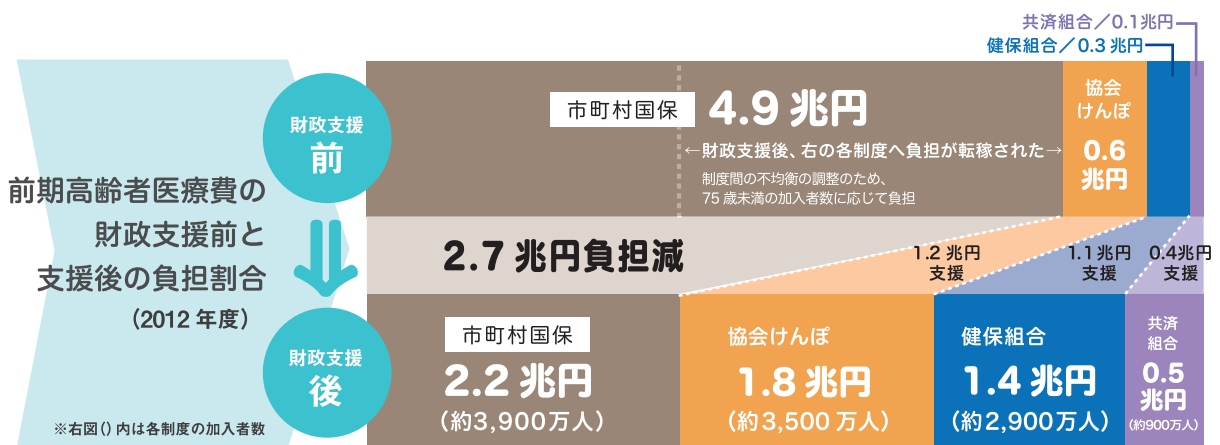 前期高齢者医療費の
財政支援前と
支援後の負担割合
（2012 年度）
※右図()内は各制度の加入者数
財政支援
前
財政支援
後
共済組合／0.1兆円
健保組合／0.3 兆円
市町村国保 4.9 兆円
←財政支援後、右の各制度へ負担が転稼された→
制度間の不均衡の調整のため、
75 歳未満の加入者数に応じて負担
協会
けんぽ
0.6
兆円
2.7 兆円負担減
1.2 兆円
支援
1.1 兆円
支援
0.4兆円
支援
市町村国保
2.2 兆円
（約3,900万人）
協会けんぽ
1.8 兆円
（約3,500 万人）
健保組合
1.4 兆円
（約2,900万人）
共済
組合
0.5
兆円
（約900万人）